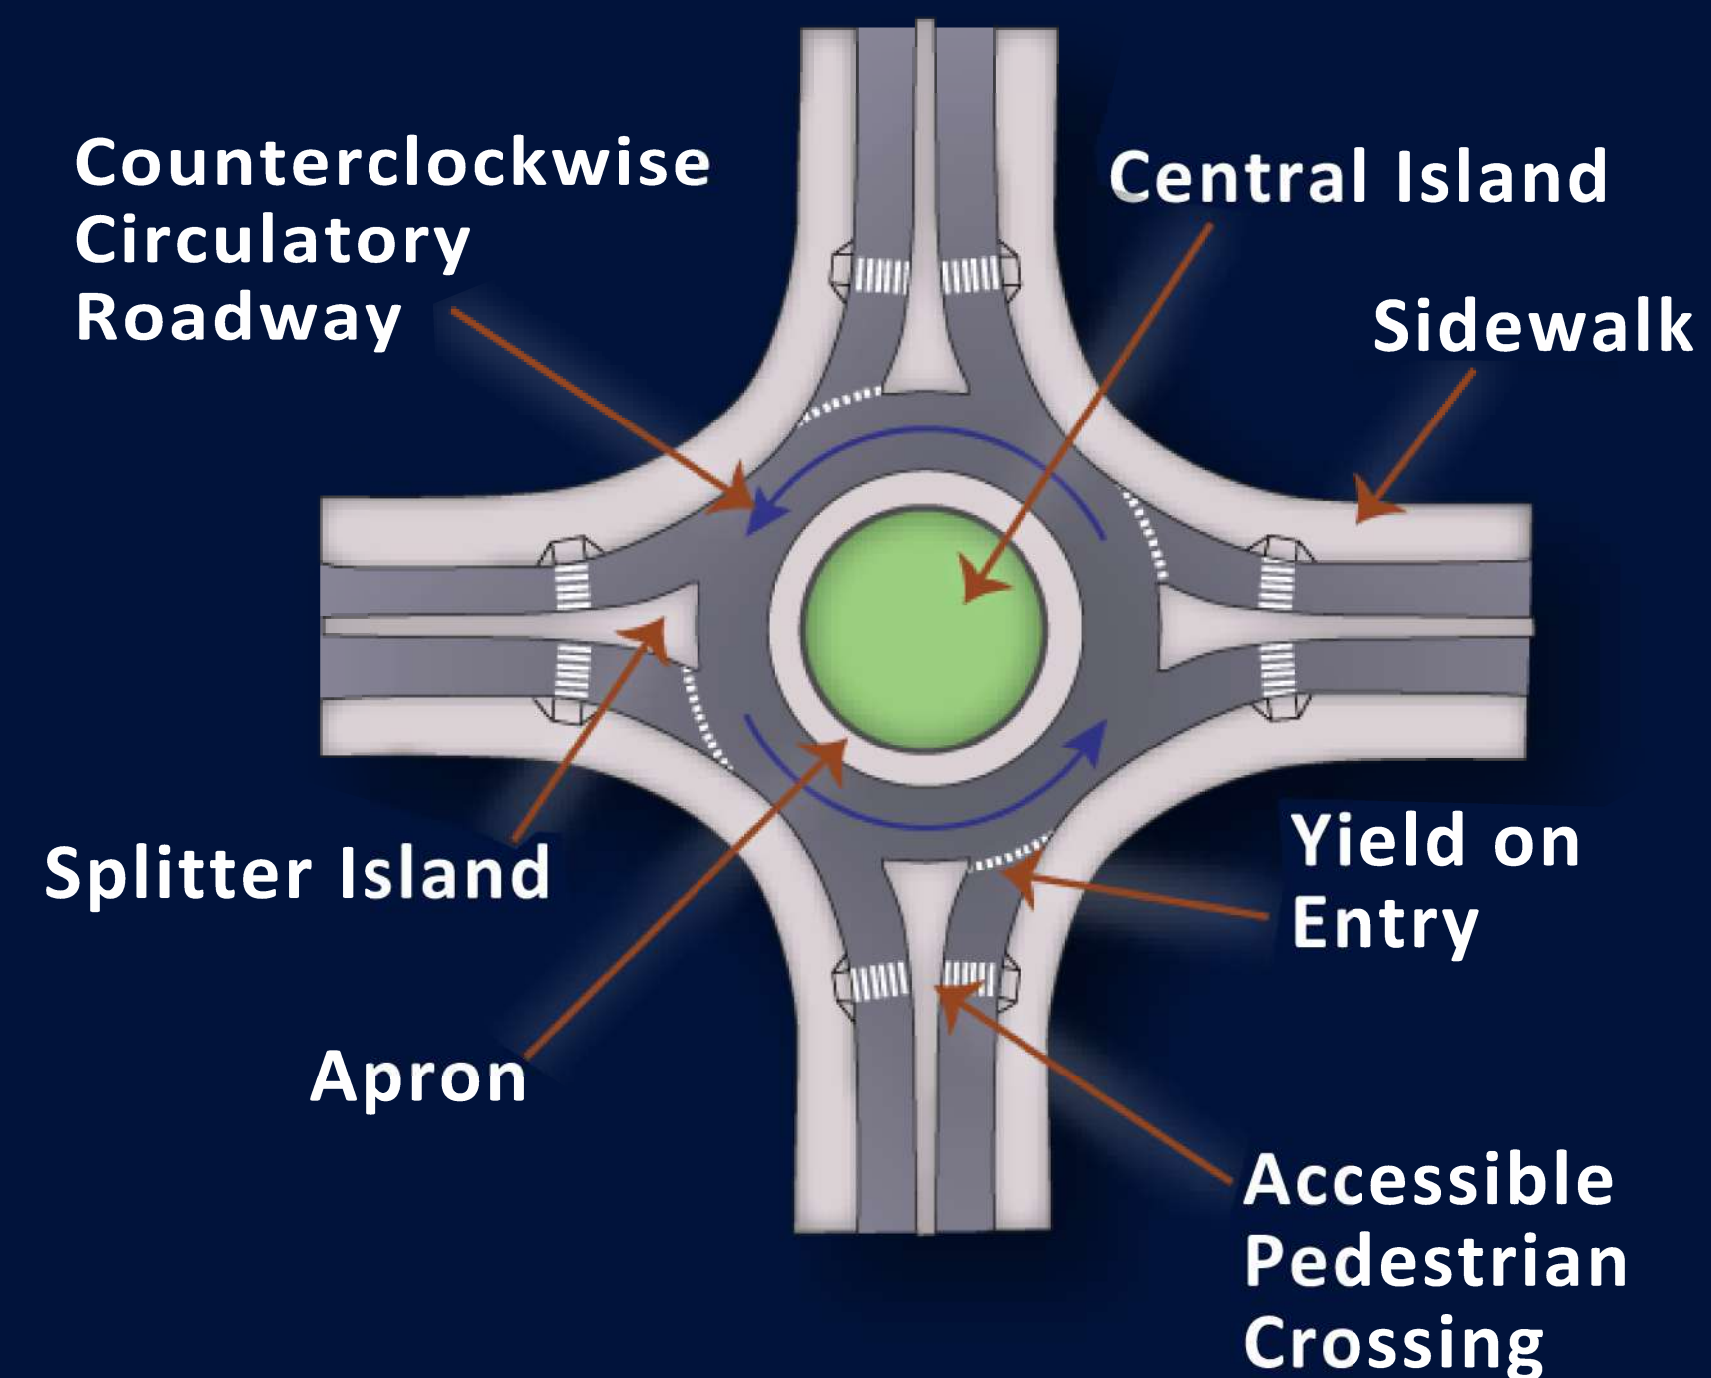 Counterclockwise
Circulatory
Roadway
Central Island
Sidewalk
Splitter Island
Yield on
Entry
Apron
Accessible
Pedestrian
Crossing